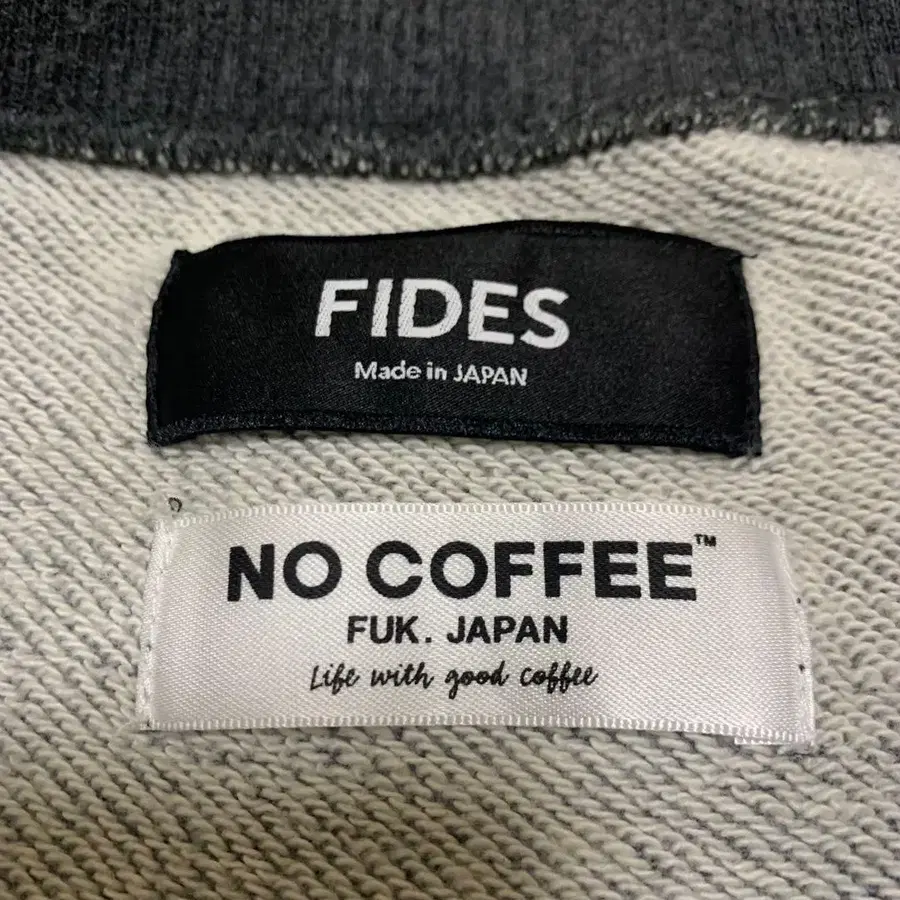 FIDES
Made in JAPAN
NO COFFEE™
FUK. JAPAN
Life with good coffee